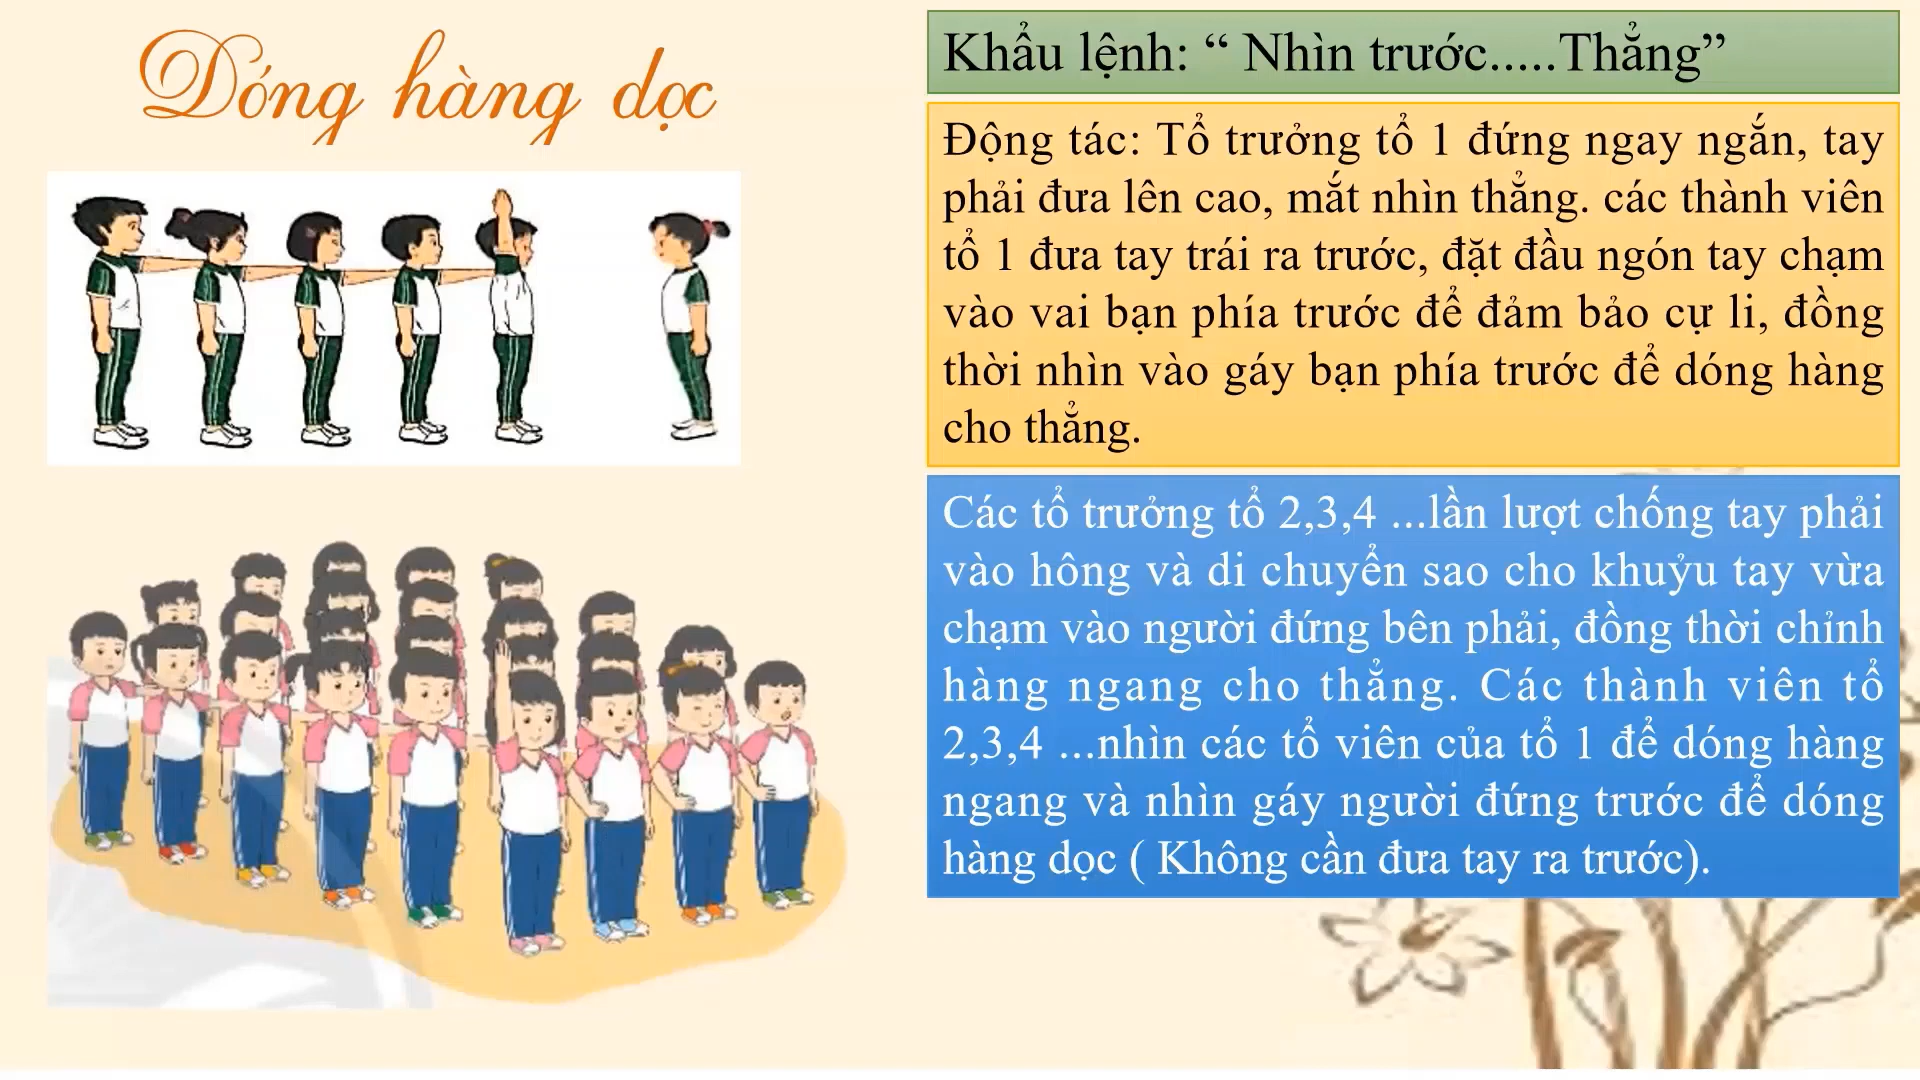 Dóng hàng dọc
Khẩu lệnh: “ Nhìn trước.....Thẳng”
Động tác: Tổ trưởng tổ 1 đứng ngay ngắn, tay
phải đưa lên cao, mắt nhìn thẳng. các thành viên
tổ 1 đưa tay trái ra trước, đặt đầu ngón tay chạm
vào vai bạn phía trước để đảm bảo cự li, đồng
thời nhìn vào gáy bạn phía trước để dóng hàng
cho thẳng.
Các tổ trưởng tổ 2,3,4 ...lần lượt chống tay phải
vào hông và di chuyển sao cho khuỷu tay vừa
chạm vào người đứng bên phải, đồng thời chỉnh
hàng ngang cho thẳng. Các thành viên tổ
2,3,4 ...nhìn các tổ viên của tổ 1 để dóng hàng
ngang và nhìn gáy người đứng trước để dóng
hàng dọc ( Không cần đưa tay ra trước).